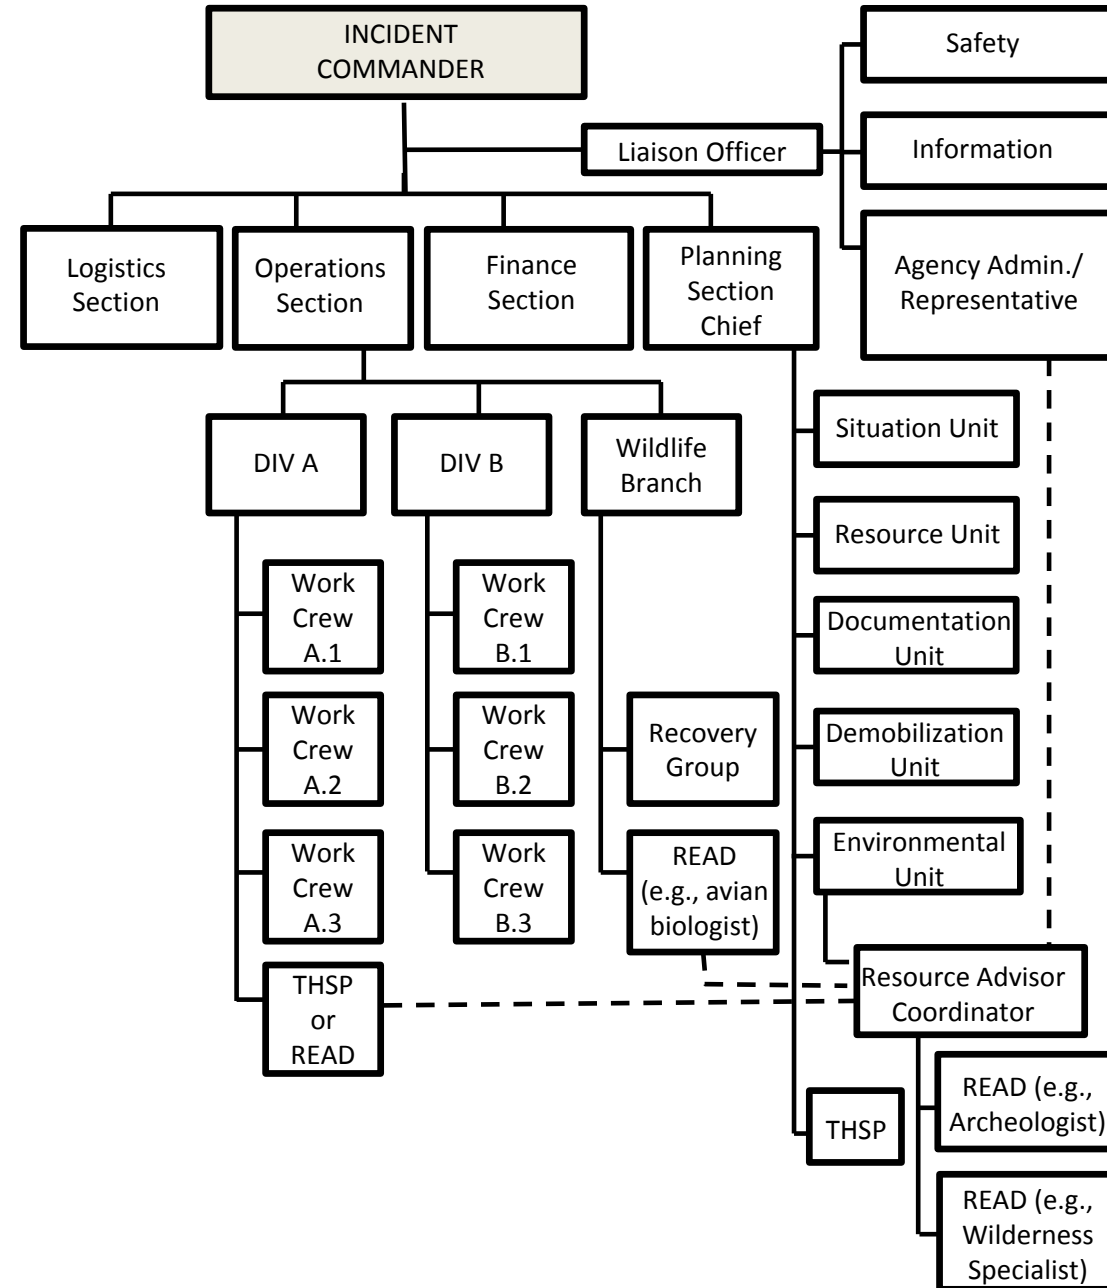 INCIDENT
COMMANDER
Safety
Liaison Officer
Information
Logistics
Section
Operations
Section
Finance
Section
Planning
Section
Chief
Agency Admin./
Representative
DIV A
DIV B
Wildlife
Branch
Situation Unit
Resource Unit
Documentation
Unit
Demobilization
Unit
Environmental
Unit
Work
Crew
A.1
Work
Crew
B.1
Work
Crew
A.2
Work
Crew
B.2
Recovery
Group
Work
Crew
A.3
Work
Crew
B.3
READ
(e.g., avian
biologist)
THSP
or
READ
Resource Advisor
Coordinator
THSP
READ (e.g.,
Archeologist)
READ (e.g.,
Wilderness
Specialist)